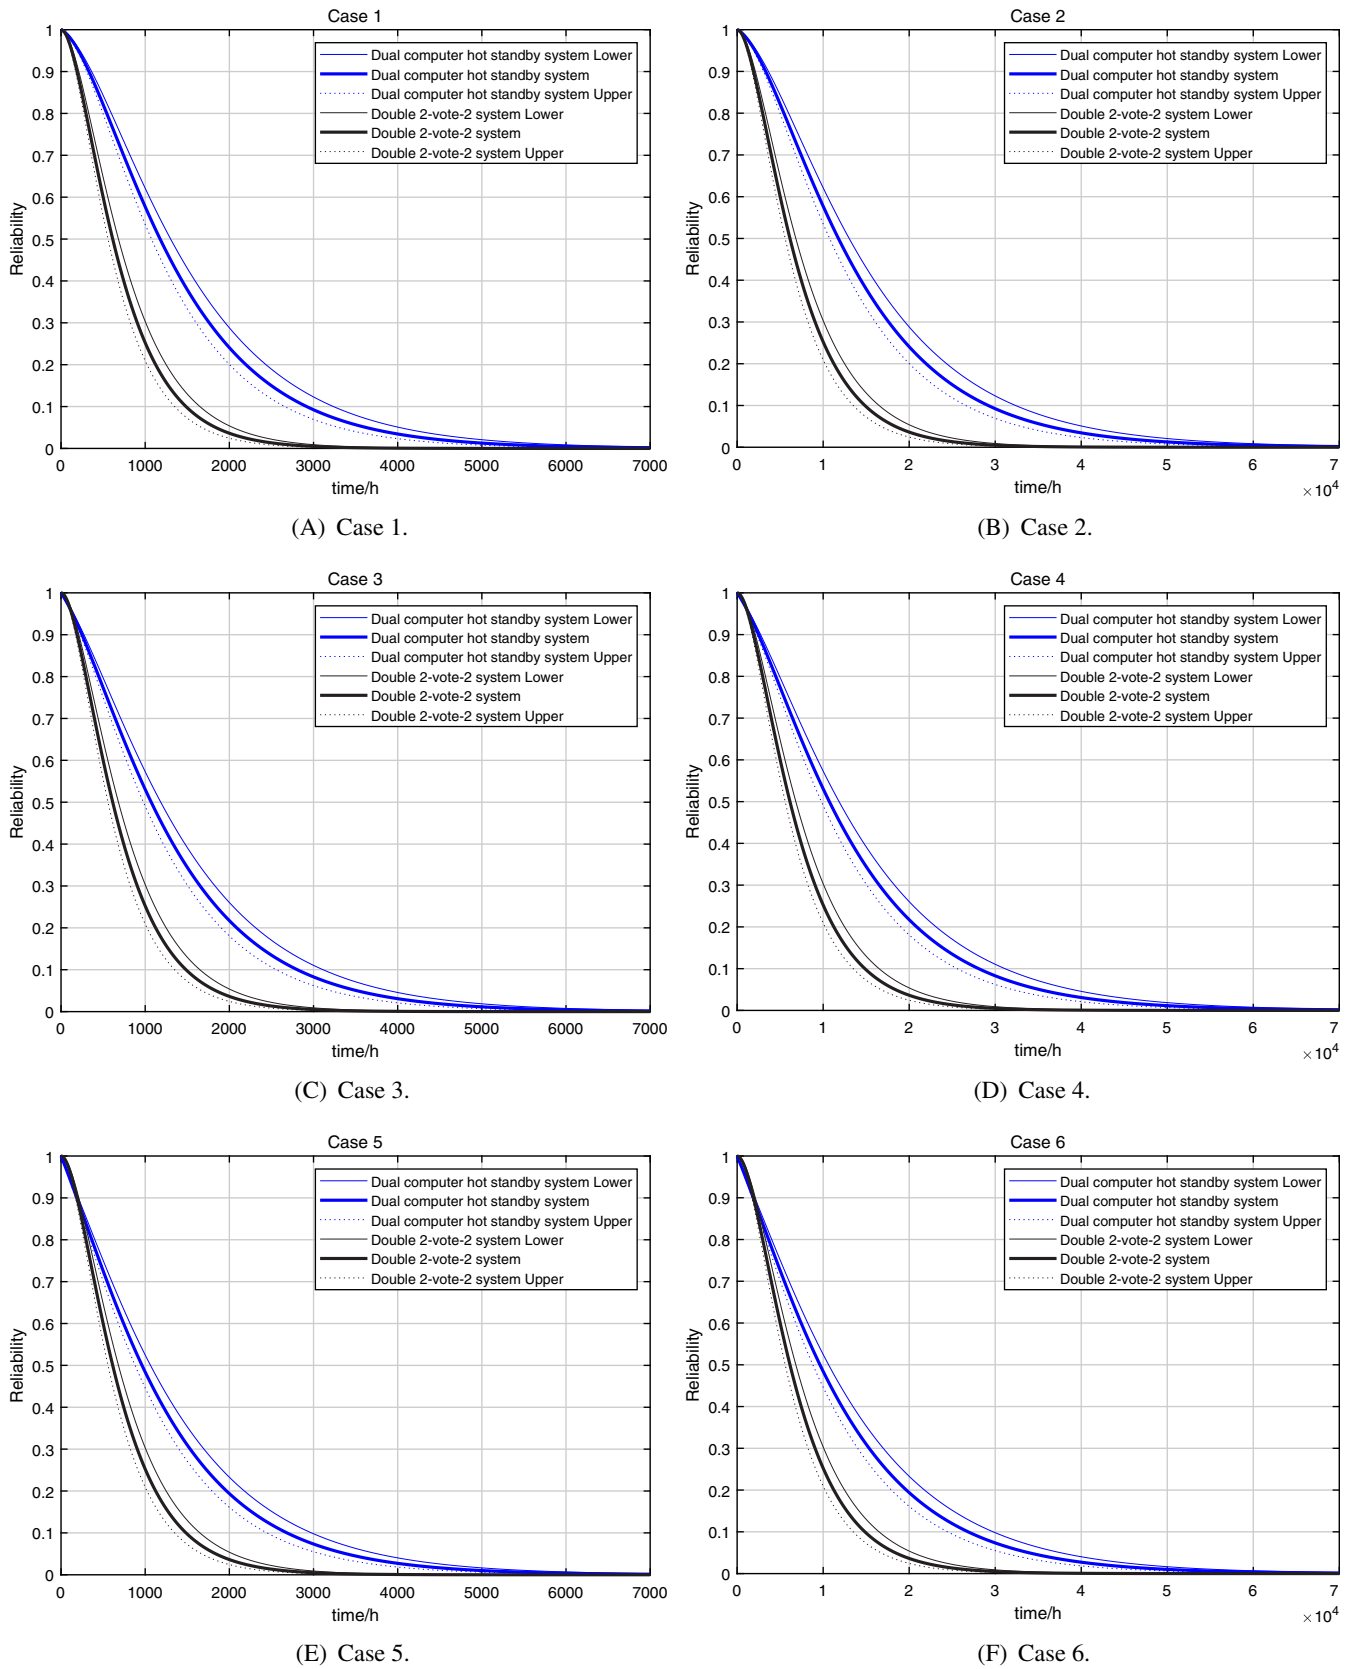 Case 1
Dual computer hot standby system Lower
Dual computer hot standby system
Dual computer hot standby system Upper
Double 2-vote-2 system Lower
Double 2-vote-2 system
Double 2-vote-2 system Upper
Reliability
1
0.9
0.8
0.7
0.6
0.5
0.4
0.3
0.2
0.1
0
0 1000 2000 3000 4000 5000 6000 7000
time/h
(A) Case 1.
Case 2
Dual computer hot standby system Lower
Dual computer hot standby system
Dual computer hot standby system Upper
Double 2-vote-2 system Lower
Double 2-vote-2 system
Double 2-vote-2 system Upper
Reliability
1
0.9
0.8
0.7
0.6
0.5
0.4
0.3
0.2
0.1
0
0 1 2 3 4 5 6 7
time/h
×10⁴
(B) Case 2.
Case 3
Dual computer hot standby system Lower
Dual computer hot standby system
Dual computer hot standby system Upper
Double 2-vote-2 system Lower
Double 2-vote-2 system
Double 2-vote-2 system Upper
Reliability
1
0.9
0.8
0.7
0.6
0.5
0.4
0.3
0.2
0.1
0
0 1000 2000 3000 4000 5000 6000 7000
time/h
(C) Case 3.
Case 4
Dual computer hot standby system Lower
Dual computer hot standby system
Dual computer hot standby system Upper
Double 2-vote-2 system Lower
Double 2-vote-2 system
Double 2-vote-2 system Upper
Reliability
1
0.9
0.8
0.7
0.6
0.5
0.4
0.3
0.2
0.1
0
0 1 2 3 4 5 6 7
time/h
×10⁴
(D) Case 4.
Case 5
Dual computer hot standby system Lower
Dual computer hot standby system
Dual computer hot standby system Upper
Double 2-vote-2 system Lower
Double 2-vote-2 system
Double 2-vote-2 system Upper
Reliability
1
0.9
0.8
0.7
0.6
0.5
0.4
0.3
0.2
0.1
0
0 1000 2000 3000 4000 5000 6000 7000
time/h
(E) Case 5.
Case 6
Dual computer hot standby system Lower
Dual computer hot standby system
Dual computer hot standby system Upper
Double 2-vote-2 system Lower
Double 2-vote-2 system
Double 2-vote-2 system Upper
Reliability
1
0.9
0.8
0.7
0.6
0.5
0.4
0.3
0.2
0.1
0
0 1 2 3 4 5 6 7
time/h
×10⁴
(F) Case 6.